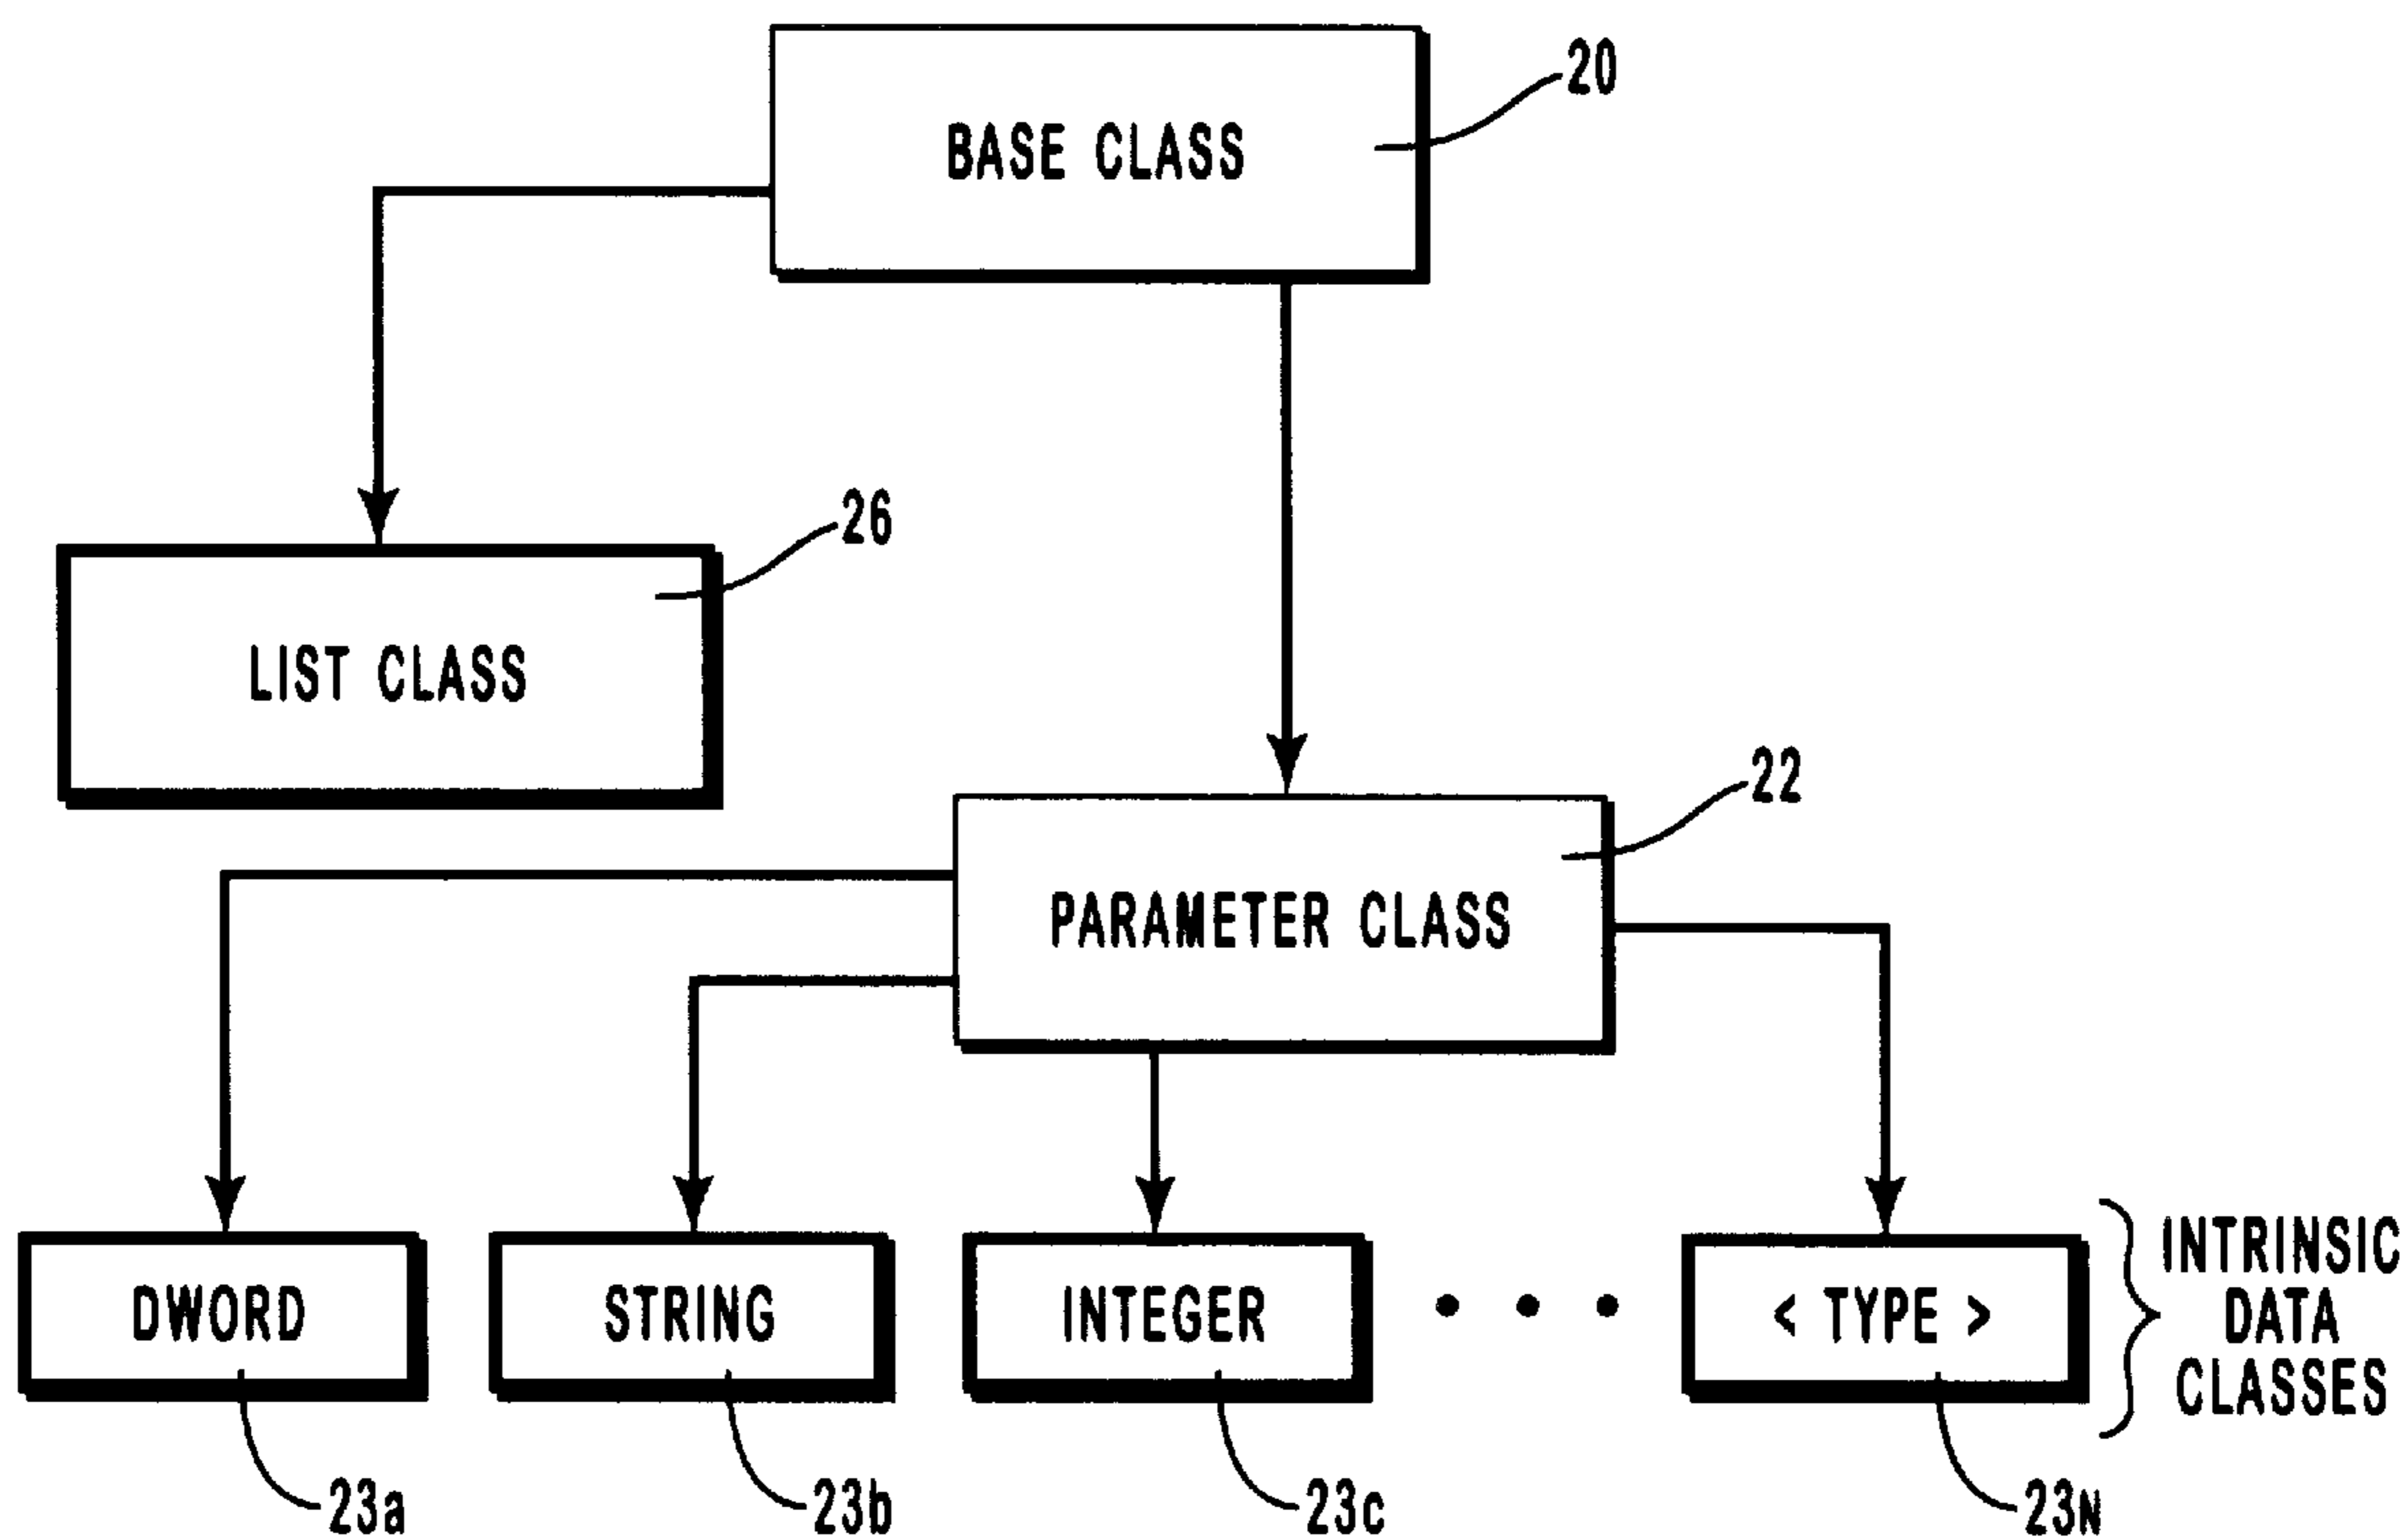 20
BASE CLASS
26
LIST CLASS
22
PARAMETER CLASS
DWORD
STRING
INTEGER
• • •
< TYPE >
INTRINSIC
DATA
CLASSES
23a
23b
23c
23N